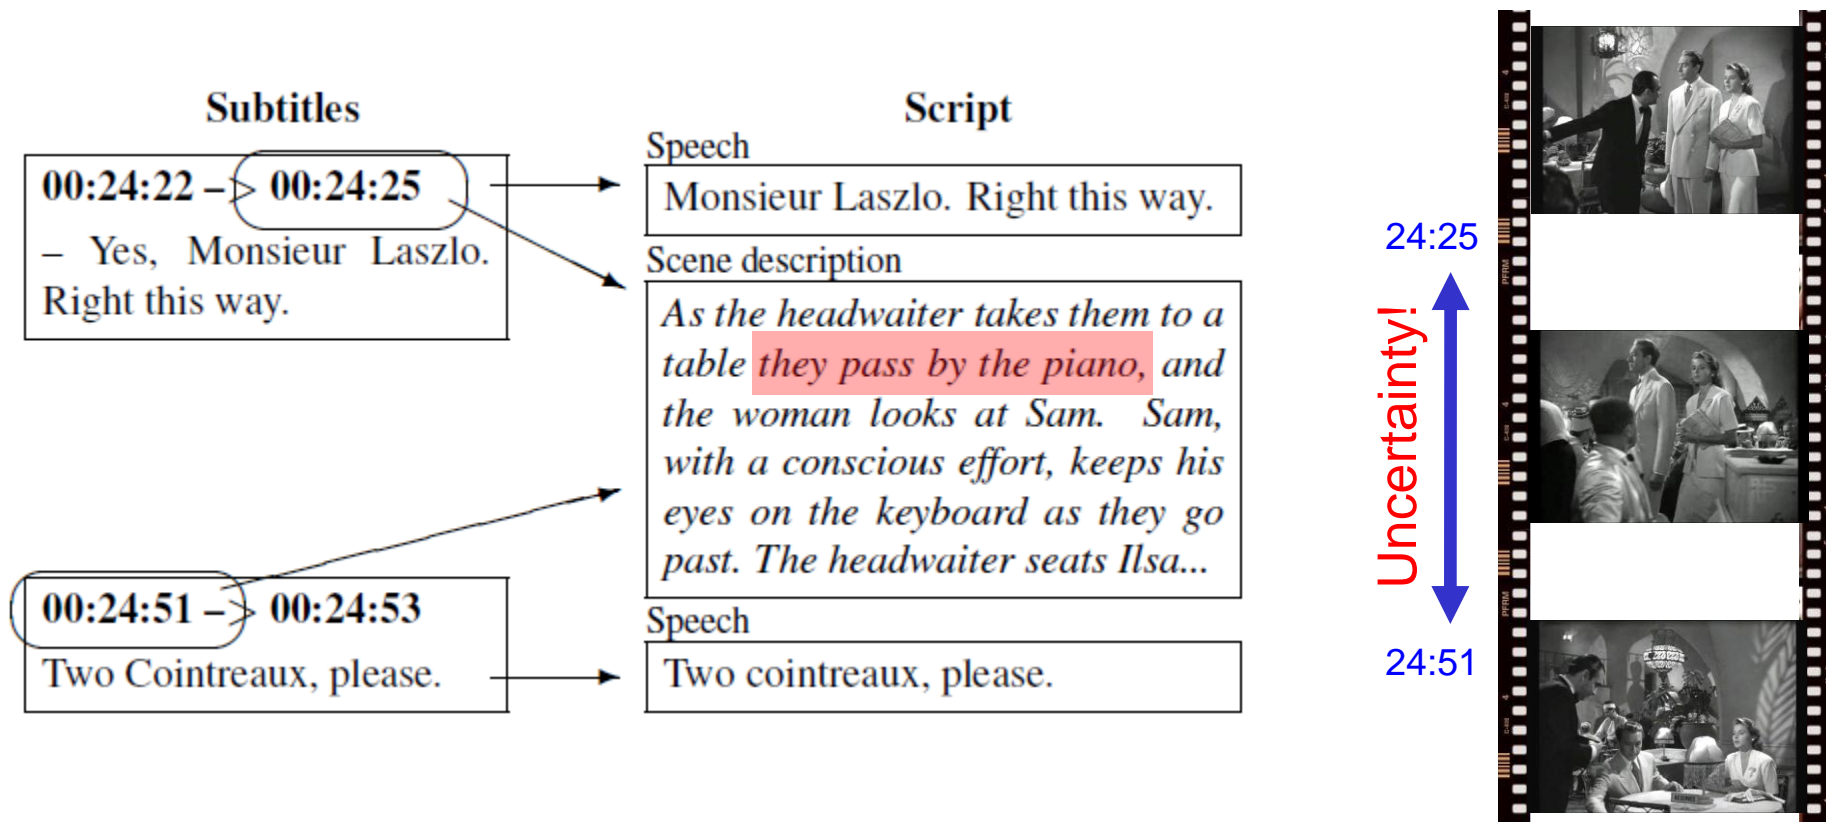 Subtitles
00:24:22 –> 00:24:25
– Yes, Monsieur Laszlo.
Right this way.
00:24:51 –> 00:24:53
Two Cointreaux, please.
Script
Speech
Monsieur Laszlo. Right this way.
Scene description
As the headwaiter takes them to a
table they pass by the piano, and
the woman looks at Sam. Sam,
with a conscious effort, keeps his
eyes on the keyboard as they go
past. The headwaiter seats Ilsa...
Speech
Two cointreaux, please.
24:25
Uncertainty!
24:51